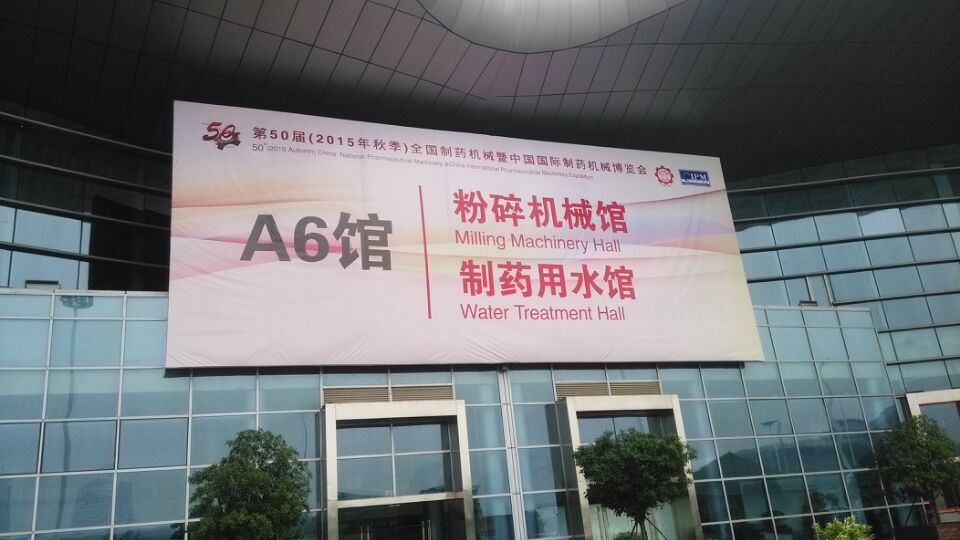 50
第50届(2015年秋季)全国制药机械暨中国国际制药机械博览会
50th(2015 Autumn) China National Pharmaceutical Machinery &China International Pharmaceutical Machinery Exposition
IPM
A6馆
粉碎机械馆
Milling Machinery Hall
制药用水馆
Water Treatment Hall